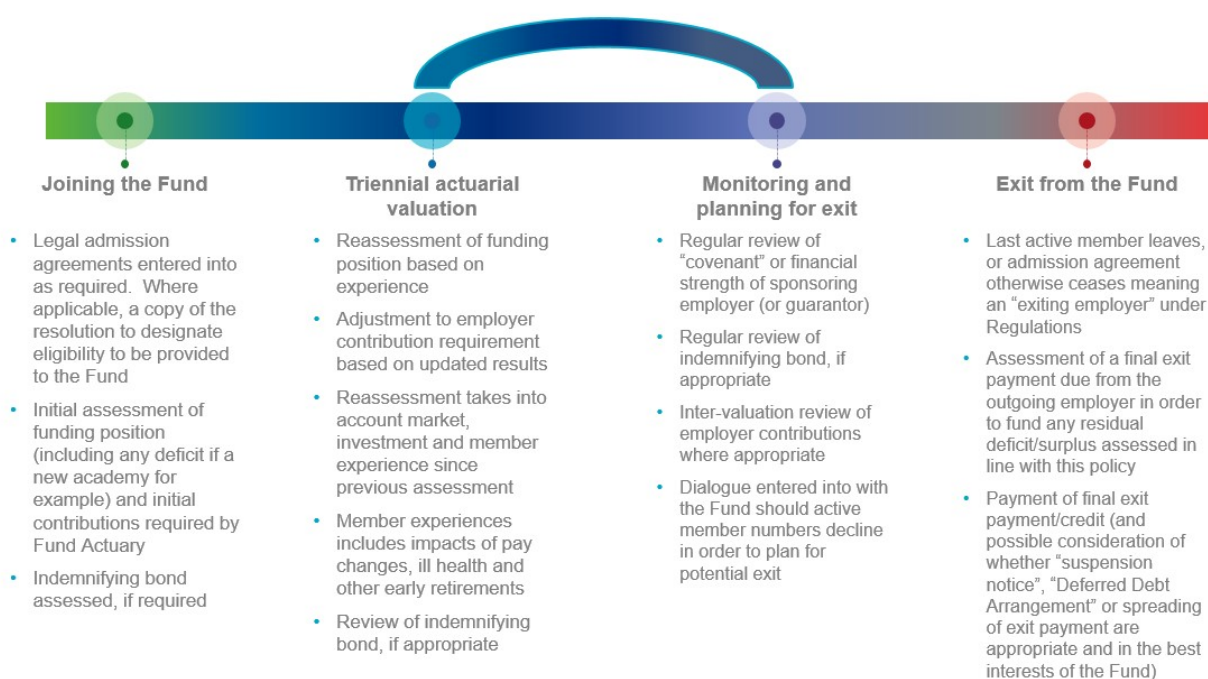 Joining the Fund
• Legal admission
agreements entered into
as required.  Where
applicable, a copy of the
resolution to designate
eligibility to be provided
to the Fund
• Initial assessment of
funding position
(including any deficit if a
new academy for
example) and initial
contributions required by
Fund Actuary
• Indemnifying bond
assessed, if required
Triennial actuarial
valuation
• Reassessment of funding
position based on
experience
• Adjustment to employer
contribution requirement
based on updated results
• Reassessment takes into
account market,
investment and member
experience since
previous assessment
• Member experiences
includes impacts of pay
changes, ill health and
other early retirements
• Review of indemnifying
bond, if appropriate
Monitoring and
planning for exit
• Regular review of
“covenant” or financial
strength of sponsoring
employer (or guarantor)
• Regular review of
indemnifying bond, if
appropriate
• Inter-valuation review of
employer contributions
where appropriate
• Dialogue entered into with
the Fund should active
member numbers decline
in order to plan for
potential exit
Exit from the Fund
• Last active member leaves,
or admission agreement
otherwise ceases meaning
an “exiting employer” under
Regulations
• Assessment of a final exit
payment due from the
outgoing employer in order
to fund any residual
deficit/surplus assessed in
line with this policy
• Payment of final exit
payment/credit (and
possible consideration of
whether “suspension
notice”, “Deferred Debt
Arrangement” or spreading
of exit payment are
appropriate and in the best
interests of the Fund)